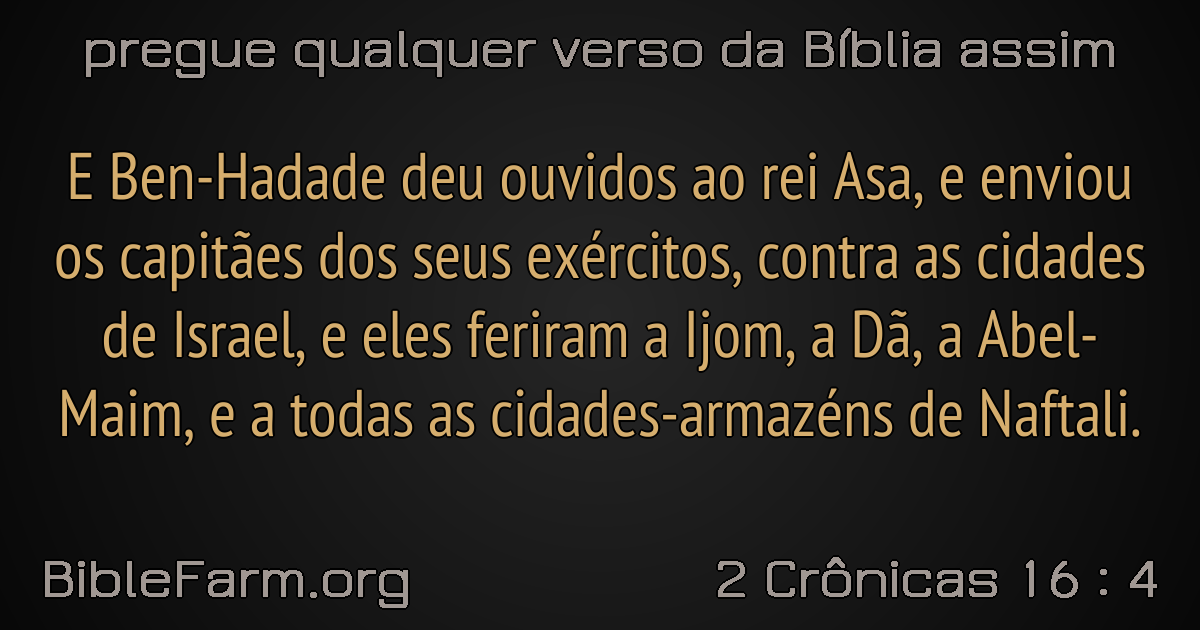 pregue qualquer verso da Bíblia assim
E Ben-Hadade deu ouvidos ao rei Asa, e enviou
os capitães dos seus exércitos, contra as cidades
de Israel, e eles feriram a Ijom, a Dã, a Abel-
Maim, e a todas as cidades-armazéns de Naftali.
BibleFarm.org
2 Crônicas 16 : 4